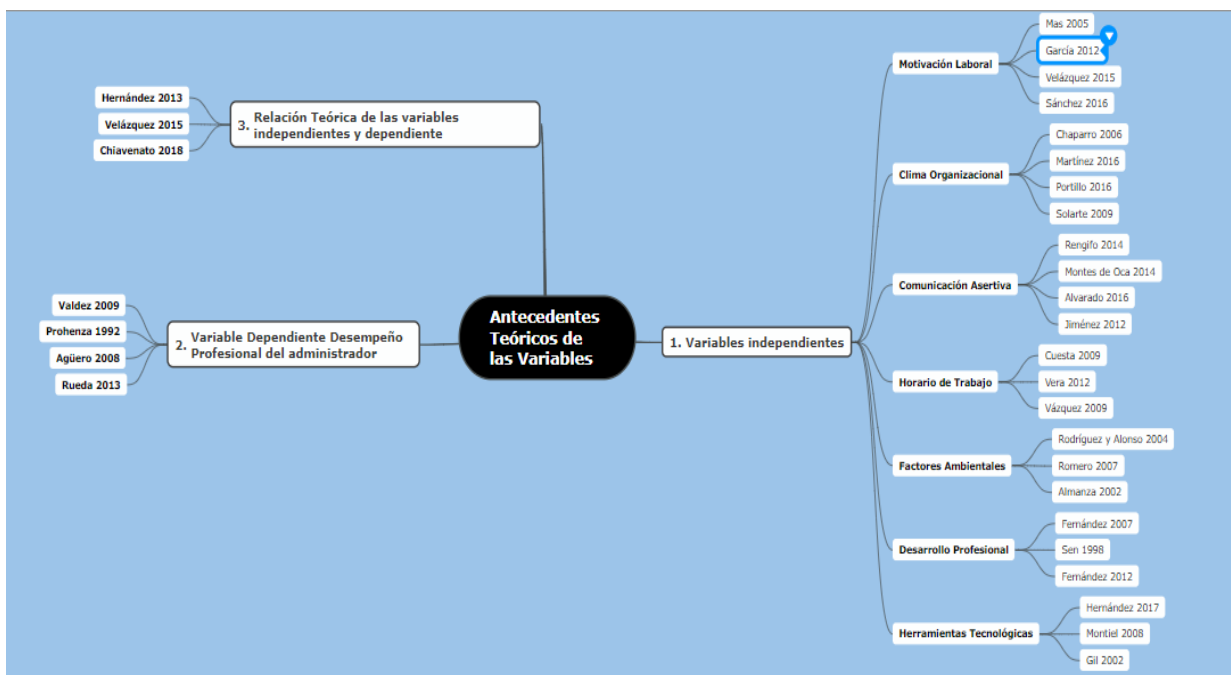 Antecedentes
Teóricos de
las Variables
1. Variables independientes
Motivación Laboral
Mas 2005
García 2012
Velázquez 2015
Sánchez 2016
Clima Organizacional
Chaparro 2006
Martínez 2016
Portillo 2016
Solarte 2009
Comunicación Asertiva
Rengifo 2014
Montes de Oca 2014
Alvarado 2016
Jiménez 2012
Horario de Trabajo
Cuesta 2009
Vera 2012
Vázquez 2009
Factores Ambientales
Rodríguez y Alonso 2004
Romero 2007
Almanza 2002
Desarrollo Profesional
Fernández 2007
Sen 1998
Fernández 2012
Herramientas Tecnológicas
Hernández 2017
Montiel 2008
Gil 2002
2. Variable Dependiente Desempeño
Profesional del administrador
Valdez 2009
Prohenza 1992
Agüero 2008
Rueda 2013
3. Relación Teórica de las variables
independientes y dependiente
Hernández 2013
Velázquez 2015
Chiavenato 2018